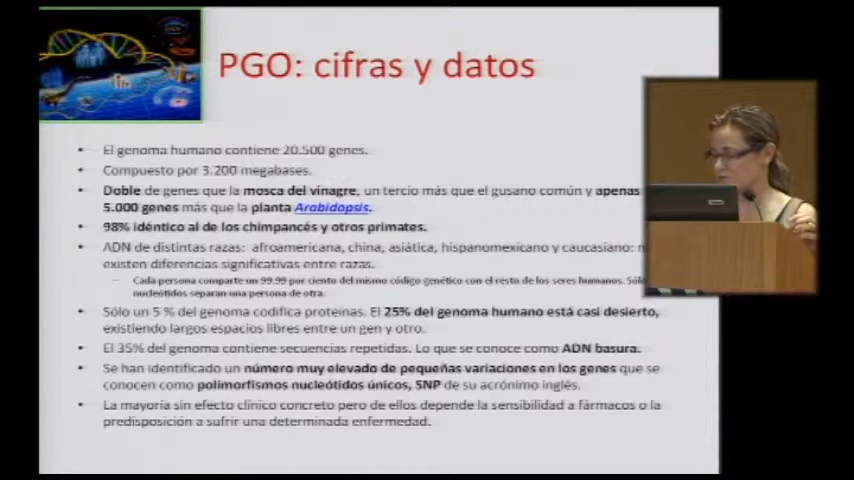 PGO: cifras y datos
El genoma humano contiene 20.500 genes.
Compuesto por 3.200 megabases.
Doble de genes que la mosca del vinagre, un tercio más que el gusano común y apenas
5.000 genes más que la planta Arabidopsis.
98% idéntico al de los chimpancés y otros primates.
ADN de distintas razas: afroamericana, china, asiática, hispanomexicano y caucasiano:
existen diferencias significativas entre razas.
Cada persona comparte un 99.99 por ciento del mismo código genético con el resto de los seres humanos. Sólo
nucleótidos separan una persona de otra.
Sólo un 5 % del genoma codifica proteínas. El 25% del genoma humano está casi desierto,
existiendo largos espacios libres entre un gen y otro.
El 35% del genoma contiene secuencias repetidas. Lo que se conoce como ADN basura.
Se han identificado un número muy elevado de pequeñas variaciones en los genes que se
conocen como polimorfismos nucleótidos únicos, SNP de su acrónimo inglés.
La mayoría sin efecto clínico concreto pero de ellos depende la sensibilidad a fármacos o la
predisposición a sufrir una determinada enfermedad.